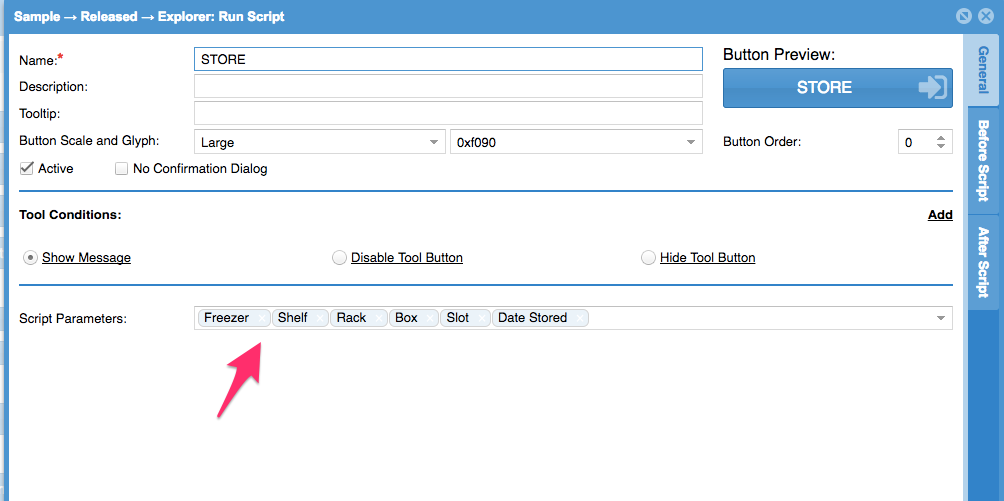 Sample → Released → Explorer: Run Script
Name:* STORE
Description:
Tooltip:
Button Scale and Glyph: Large 0xf090
Active No Confirmation Dialog
Button Preview:
STORE
Button Order: 0
Tool Conditions: Add
Show Message Disable Tool Button Hide Tool Button
Script Parameters: Freezer × Shelf × Rack × Box × Slot × Date Stored ×
General
Before Script
After Script